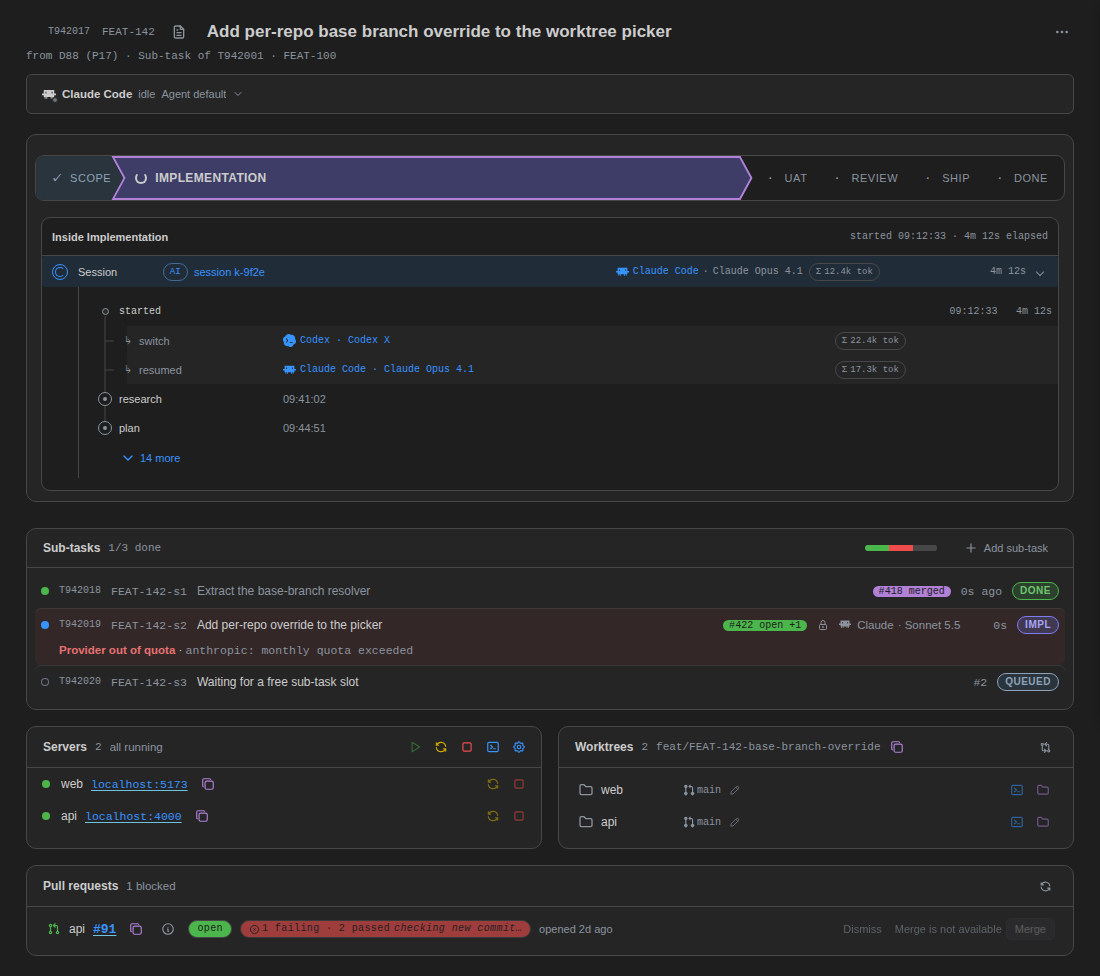 T942017 FEAT-142 Add per-repo base branch override to the worktree picker
from D88 (P17) · Sub-task of T942001 · FEAT-100
Claude Code idle Agent default
SCOPE IMPLEMENTATION · UAT · REVIEW · SHIP · DONE
Inside Implementation started 09:12:33 · 4m 12s elapsed
Session AI session k-9f2e Claude Code · Claude Opus 4.1 Σ 12.4k tok 4m 12s
started 09:12:33 4m 12s
↳ switch Codex · Codex X Σ 22.4k tok
↳ resumed Claude Code · Claude Opus 4.1 Σ 17.3k tok
research 09:41:02
plan 09:44:51
14 more
Sub-tasks 1/3 done Add sub-task
T942018 FEAT-142-s1 Extract the base-branch resolver #418 merged 0s ago DONE
T942019 FEAT-142-s2 Add per-repo override to the picker #422 open +1 Claude · Sonnet 5.5 0s IMPL
Provider out of quota · anthropic: monthly quota exceeded
T942020 FEAT-142-s3 Waiting for a free sub-task slot #2 QUEUED
Servers 2 all running
web localhost:5173
api localhost:4000
Worktrees 2 feat/FEAT-142-base-branch-override
web main
api main
Pull requests 1 blocked
api #91 open 1 failing · 2 passed checking new commit… opened 2d ago Dismiss Merge is not available Merge